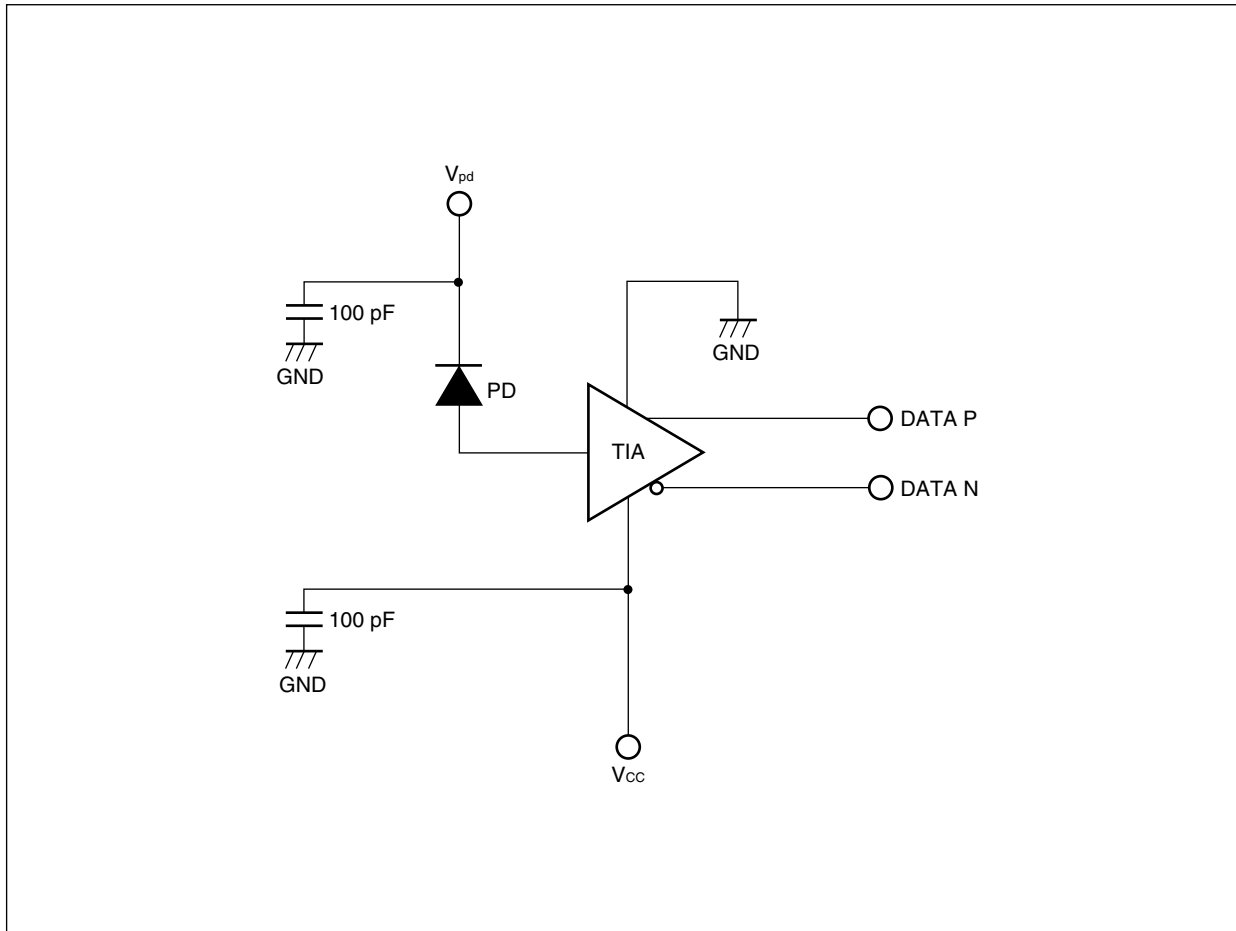 Vpd
100 pF
GND
PD
GND
TIA
DATA P
DATA N
100 pF
GND
VCC